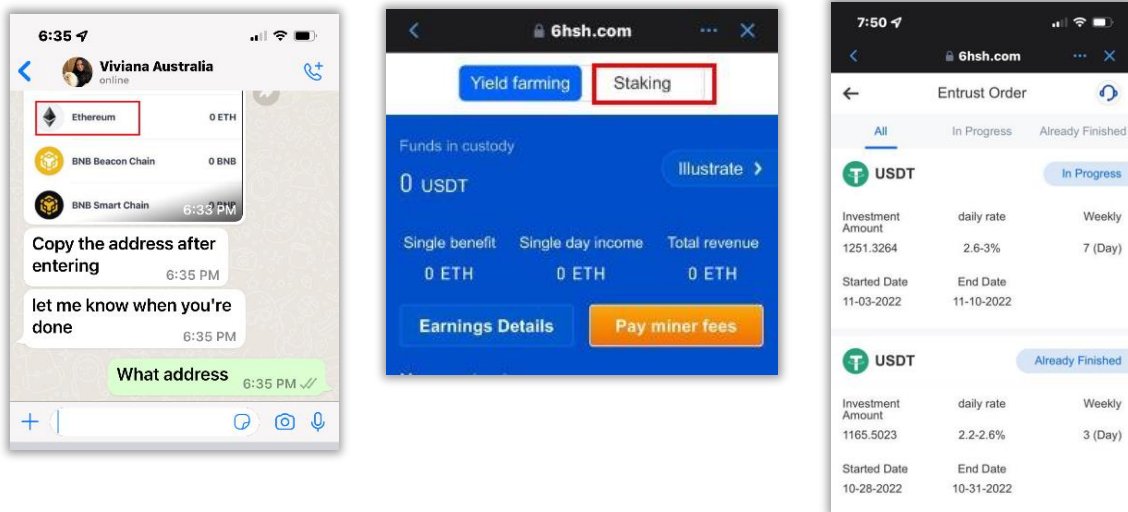 6:35
Viviana Australia
online
Ethereum 0 ETH
BNB Beacon Chain 0 BNB
BNB Smart Chain
6:33 PM
Copy the address after
entering
6:35 PM
let me know when you're
done
6:35 PM
What address
6:35 PM
6hsh.com
Yield farming Staking
Funds in custody
0 USDT
Illustrate
Single benefit Single day income Total revenue
0 ETH 0 ETH 0 ETH
Earnings Details Pay miner fees
7:50
6hsh.com
Entrust Order
All In Progress Already Finished
USDT In Progress
Investment
Amount
daily rate Weekly
1251.3264 2.6-3% 7 (Day)
Started Date End Date
11-03-2022 11-10-2022
USDT Already Finished
Investment
Amount
daily rate Weekly
1165.5023 2.2-2.6% 3 (Day)
Started Date End Date
10-28-2022 10-31-2022